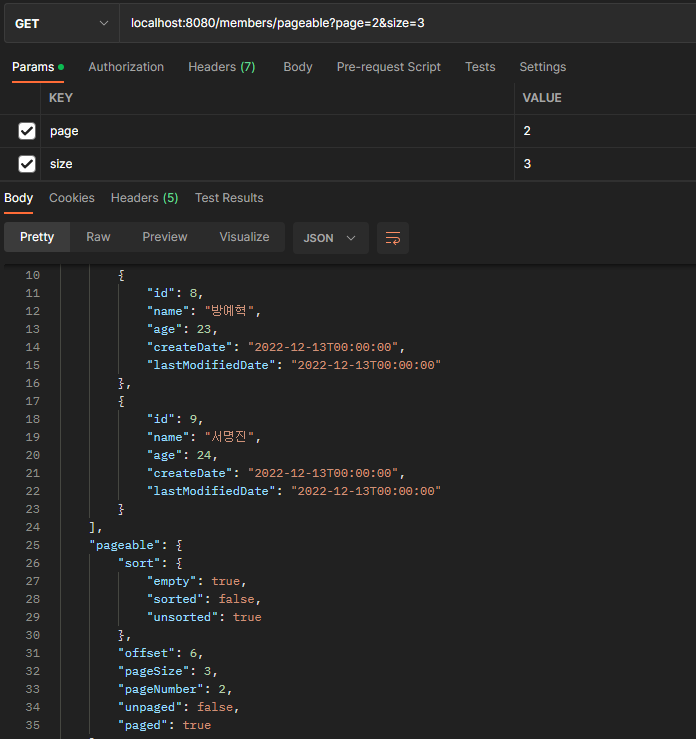 GET localhost:8080/members/pageable?page=2&size=3
Params Authorization Headers (7) Body Pre-request Script Tests Settings
KEY VALUE
page 2
size 3
Body Cookies Headers (5) Test Results
Pretty Raw Preview Visualize JSON
10 {
11 "id": 8,
12 "name": "방예혁",
13 "age": 23,
14 "createDate": "2022-12-13T00:00:00",
15 "lastModifiedDate": "2022-12-13T00:00:00"
16 },
17 {
18 "id": 9,
19 "name": "서명진",
20 "age": 24,
21 "createDate": "2022-12-13T00:00:00",
22 "lastModifiedDate": "2022-12-13T00:00:00"
23 }
24 ],
25 "pageable": {
26 "sort": {
27 "empty": true,
28 "sorted": false,
29 "unsorted": true
30 },
31 "offset": 6,
32 "pageSize": 3,
33 "pageNumber": 2,
34 "unpaged": false,
35 "paged": true